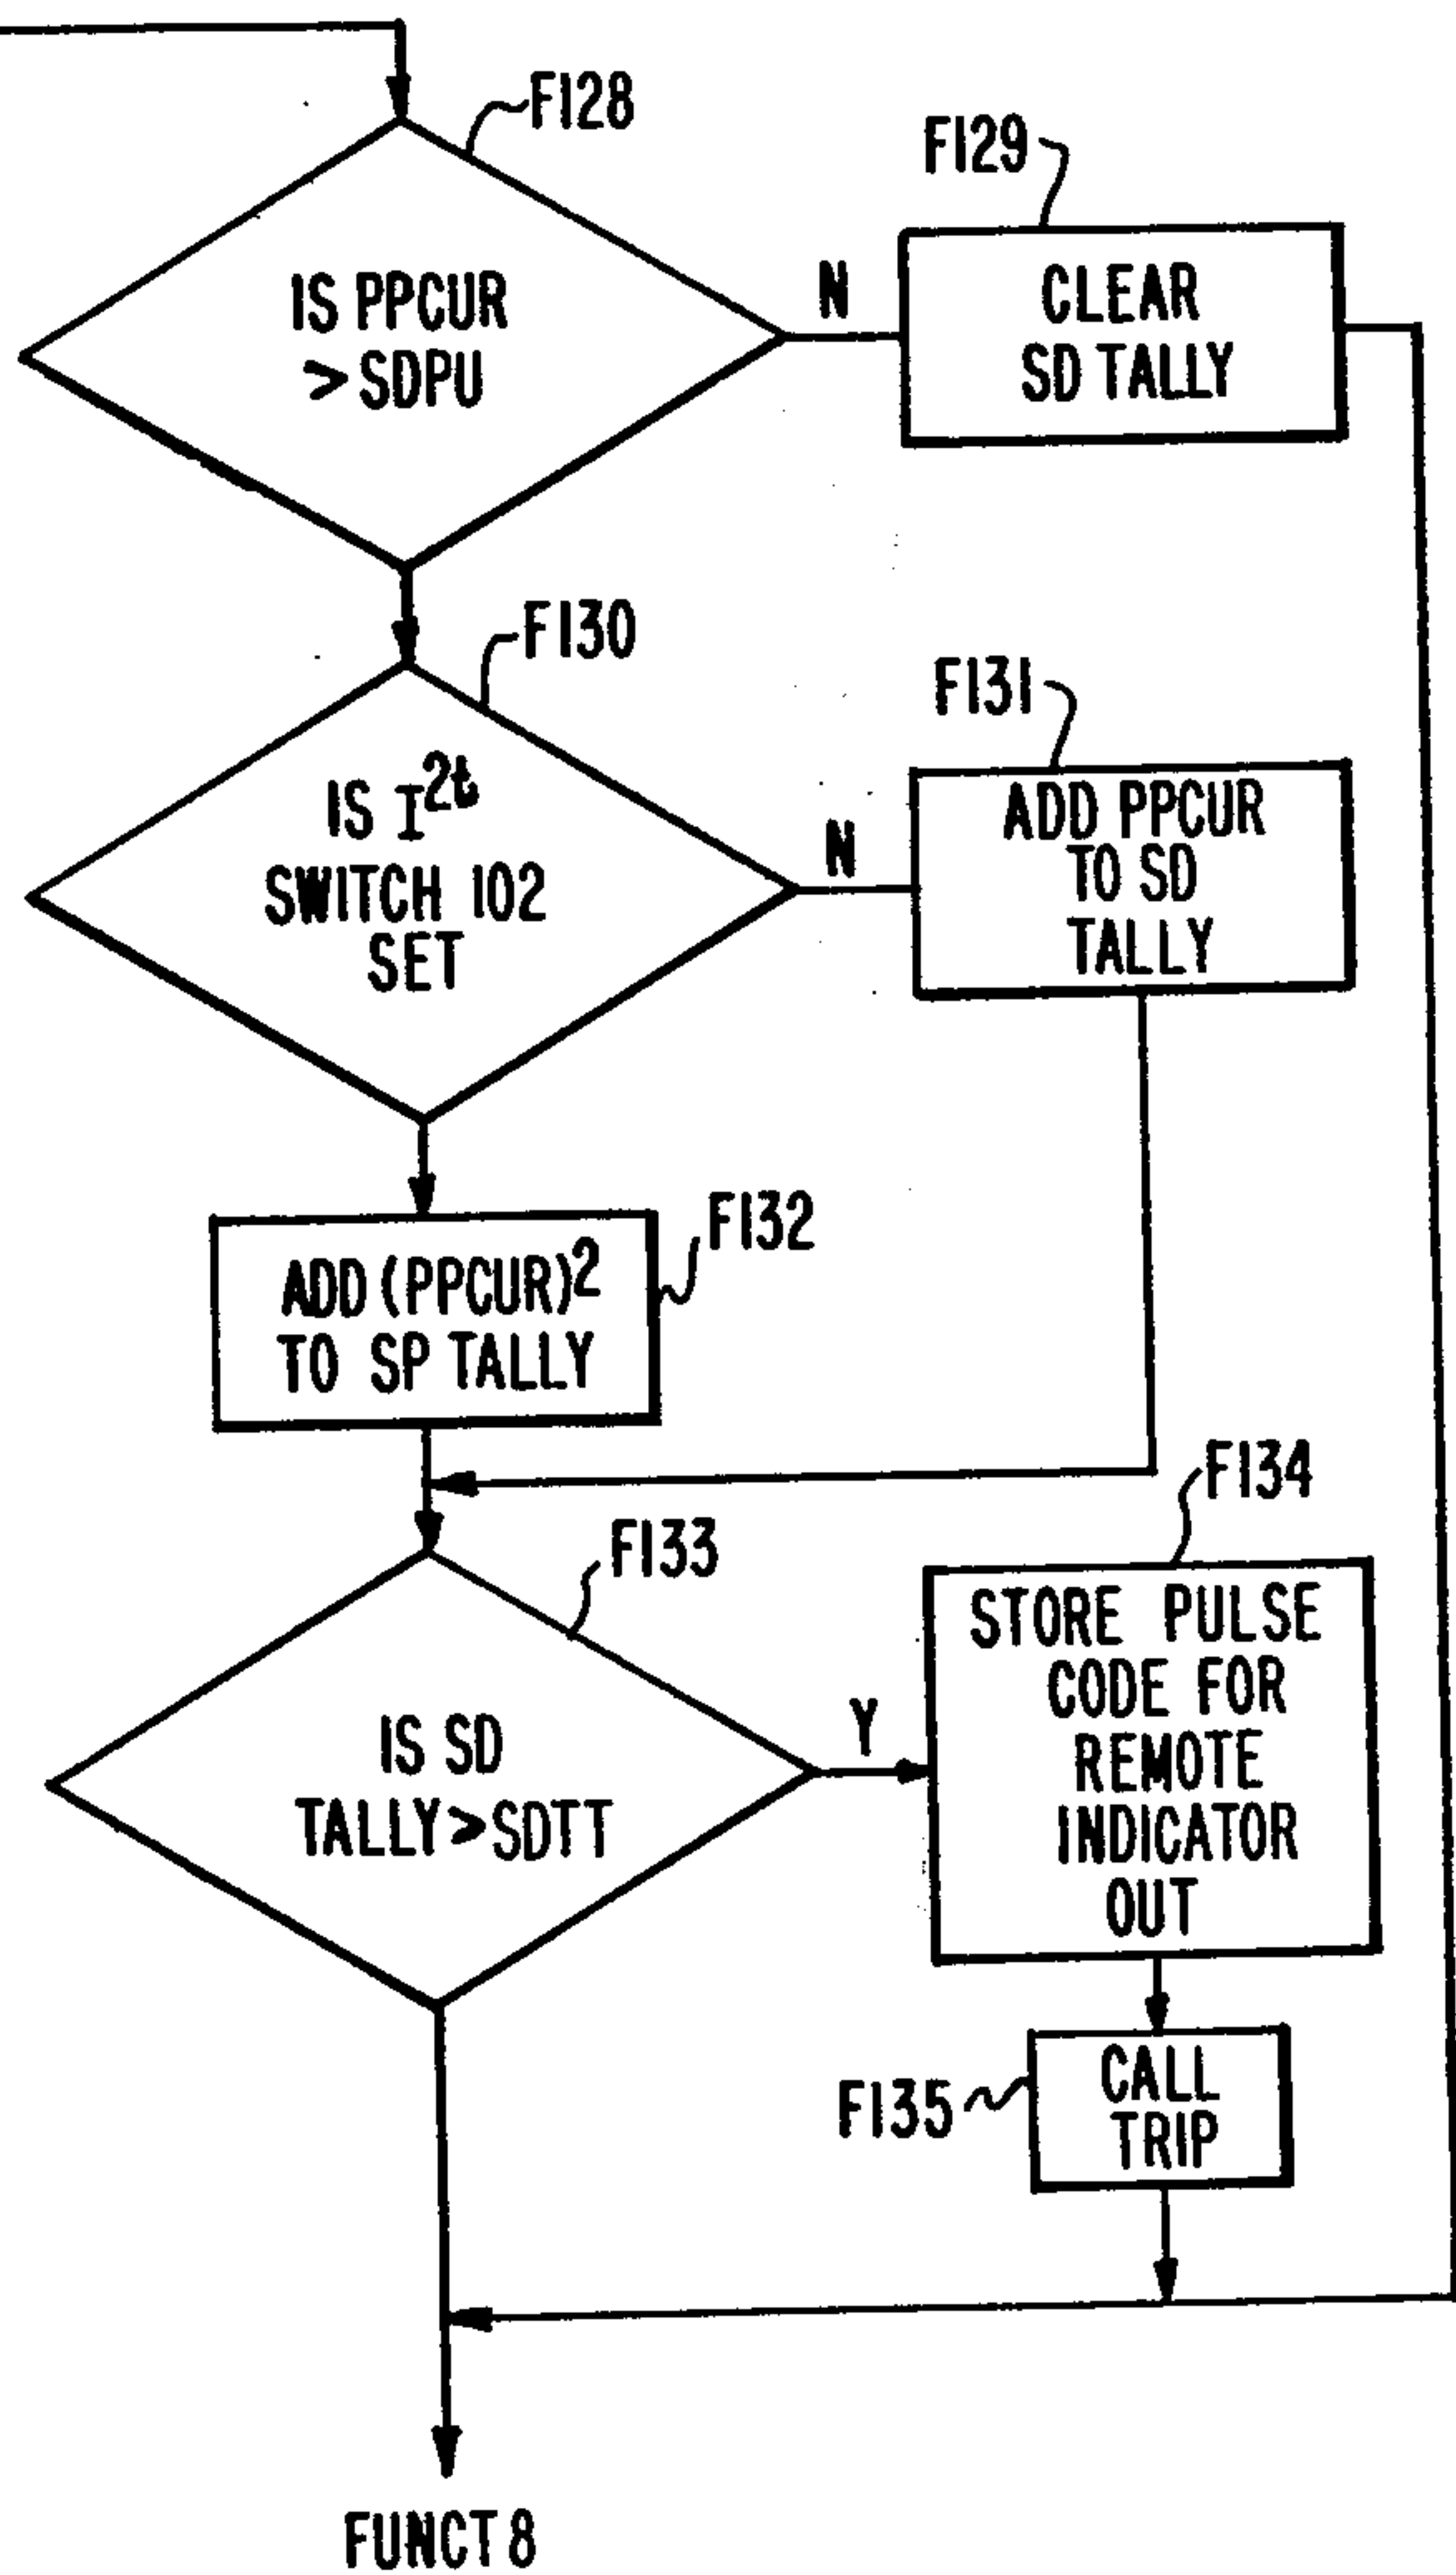 F128
IS PPCUR
> SDPU
N
F129
CLEAR
SD TALLY
F130
IS I²ᵗ
SWITCH 102
SET
N
F131
ADD PPCUR
TO SD
TALLY
F132
ADD (PPCUR)²
TO SP TALLY
F133
IS SD
TALLY>SDTT
Y
F134
STORE PULSE
CODE FOR
REMOTE
INDICATOR
OUT
F135
CALL
TRIP
FUNCT 8